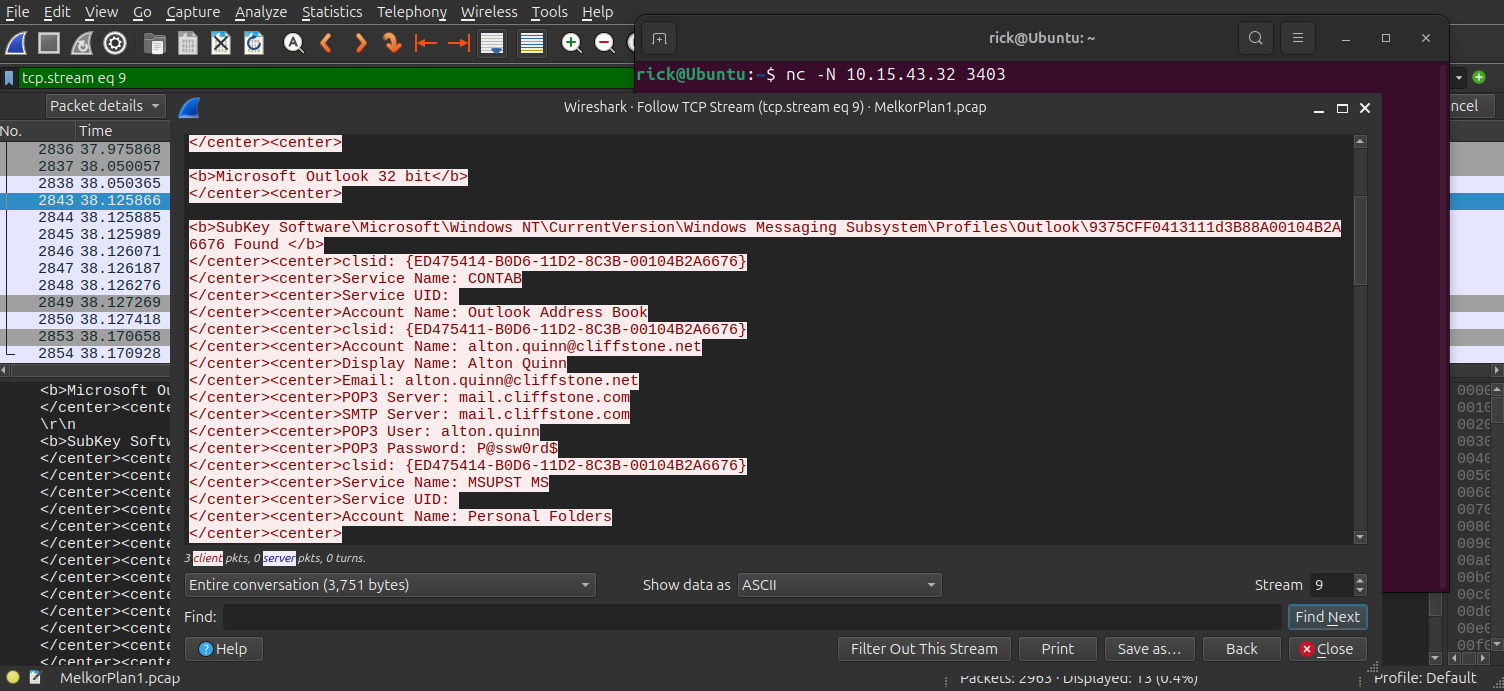 File Edit View Go Capture Analyze Statistics Telephony Wireless Tools Help
rick@Ubuntu: ~
tcp.stream eq 9
rick@Ubuntu:~$ nc -N 10.15.43.32 3403
Packet details
Wireshark · Follow TCP Stream (tcp.stream eq 9) · MelkorPlan1.pcap
ncel
No. Time
2836 37.975868
2837 38.050057
2838 38.050365
2843 38.125866
2844 38.125885
2845 38.125989
2846 38.126071
2847 38.126187
2848 38.126276
2849 38.127269
2850 38.127418
2853 38.170658
2854 38.170928
</center><center>
<b>Microsoft Outlook 32 bit</b>
</center><center>
<b>SubKey Software\Microsoft\Windows NT\CurrentVersion\Windows Messaging Subsystem\Profiles\Outlook\9375CFF0413111d3B88A00104B2A
6676 Found </b>
</center><center>clsid: {ED475414-B0D6-11D2-8C3B-00104B2A6676}
</center><center>Service Name: CONTAB
</center><center>Service UID:
</center><center>Account Name: Outlook Address Book
</center><center>clsid: {ED475411-B0D6-11D2-8C3B-00104B2A6676}
</center><center>Account Name: alton.quinn@cliffstone.net
</center><center>Display Name: Alton Quinn
</center><center>Email: alton.quinn@cliffstone.net
</center><center>POP3 Server: mail.cliffstone.com
</center><center>SMTP Server: mail.cliffstone.com
</center><center>POP3 User: alton.quinn
</center><center>POP3 Password: P@ssw0rd$
</center><center>clsid: {ED475414-B0D6-11D2-8C3B-00104B2A6676}
</center><center>Service Name: MSUPST MS
</center><center>Service UID:
</center><center>Account Name: Personal Folders
</center><center>
<b>Microsoft Ou
</center><cente
\r\n
<b>SubKey Softw
</center><cente
</center><cente
</center><cente
</center><cente
</center><cente
</center><cente
</center><cente
</center><cente
</center><cente
</center><cente
</center><cente
</center><cente
</center><cente
0000
0010
0020
0030
0040
0050
0060
0070
0080
0090
00a0
00b0
00c0
00d0
00e0
00f0
3 client pkts, 0 server pkts, 0 turns.
Entire conversation (3,751 bytes) Show data as ASCII Stream 9
Find: Find Next
Help Filter Out This Stream Print Save as… Back Close
MelkorPlan1.pcap Packets: 2963 · Displayed: 13 (0.4%) Profile: Default